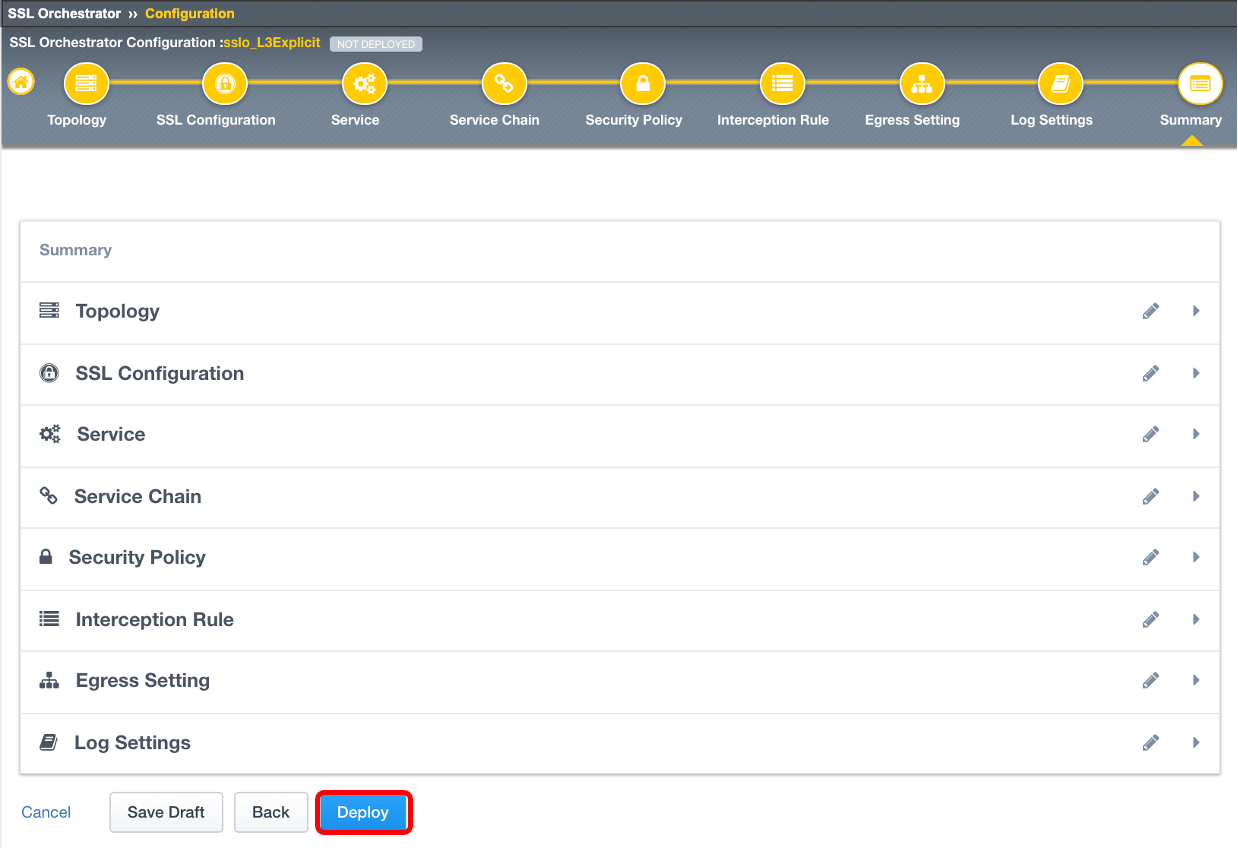 SSL Orchestrator » Configuration
SSL Orchestrator Configuration :sslo_L3Explicit NOT DEPLOYED
Topology SSL Configuration Service Service Chain Security Policy Interception Rule Egress Setting Log Settings Summary
Summary
Topology
SSL Configuration
Service
Service Chain
Security Policy
Interception Rule
Egress Setting
Log Settings
Cancel Save Draft Back Deploy